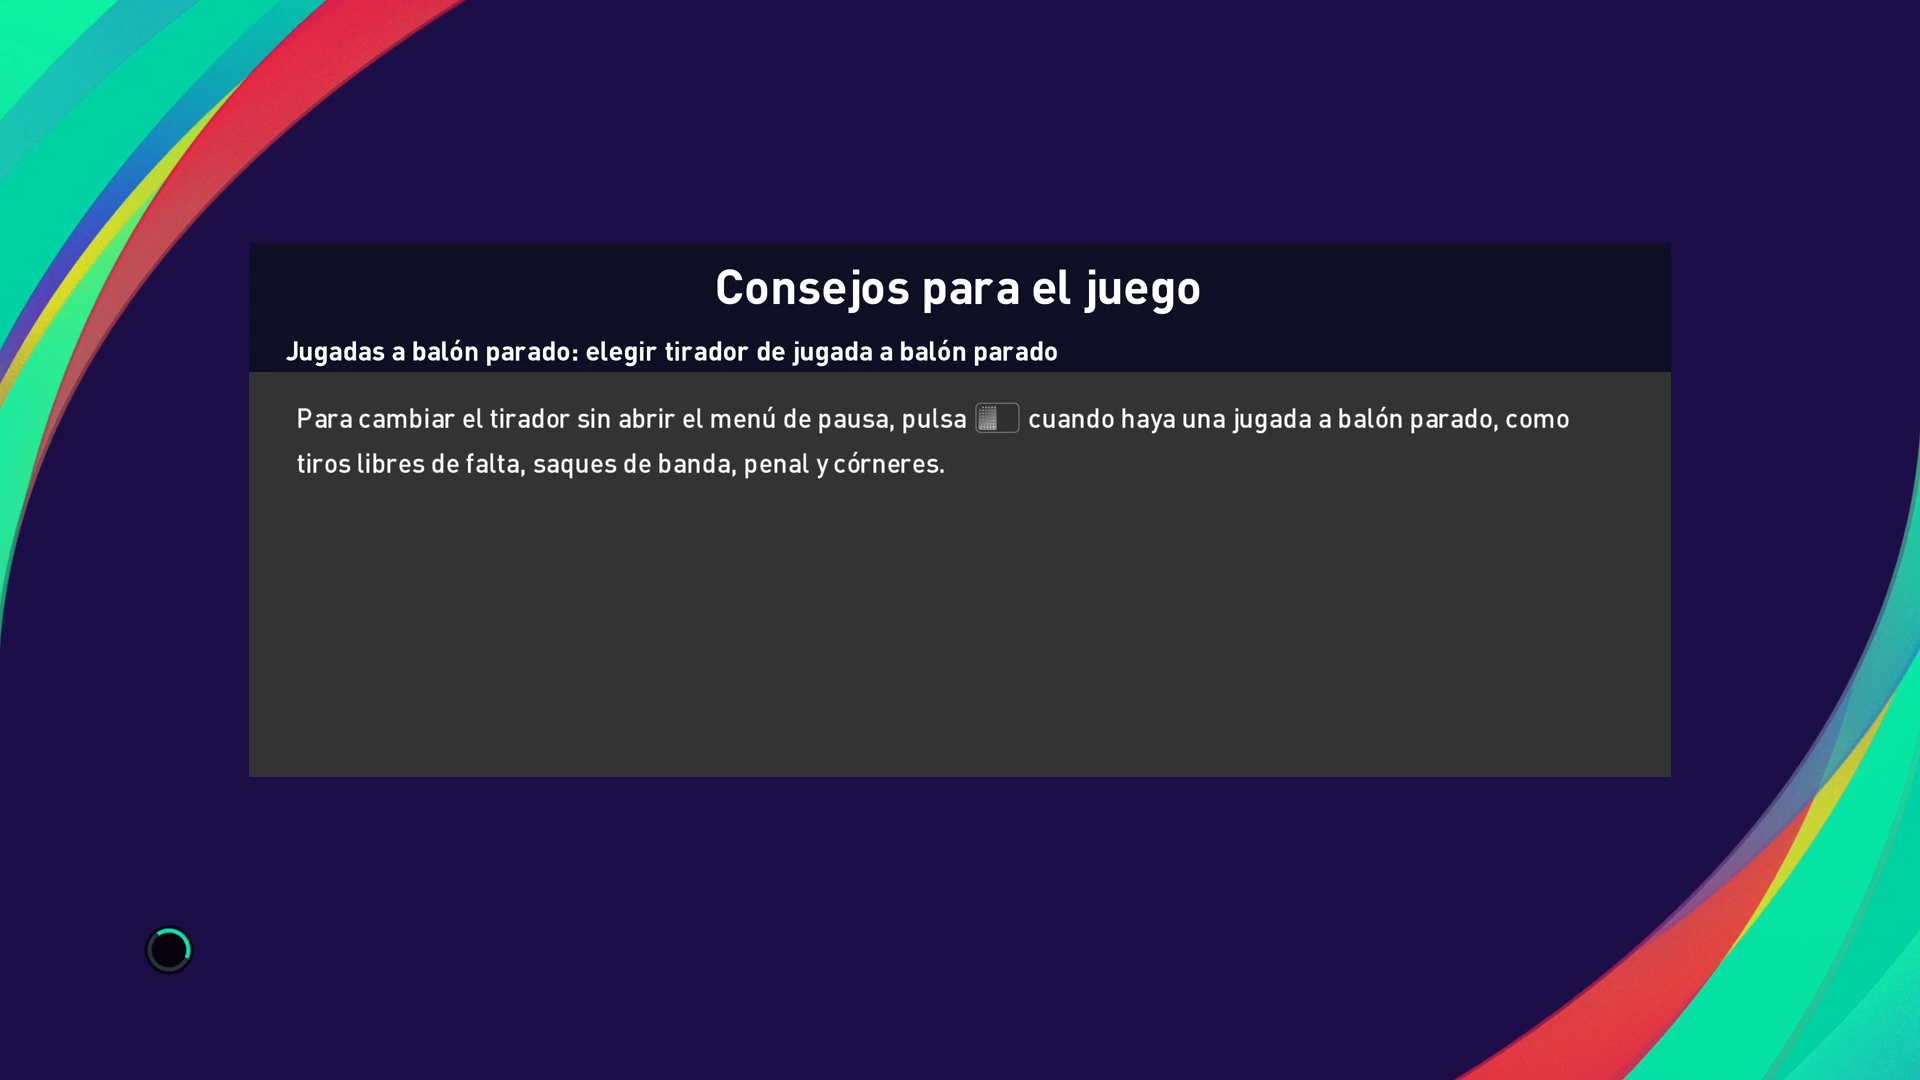 Consejos para el juego
Jugadas a balón parado: elegir tirador de jugada a balón parado
Para cambiar el tirador sin abrir el menú de pausa, pulsa cuando haya una jugada a balón parado, como
tiros libres de falta, saques de banda, penal y córneres.